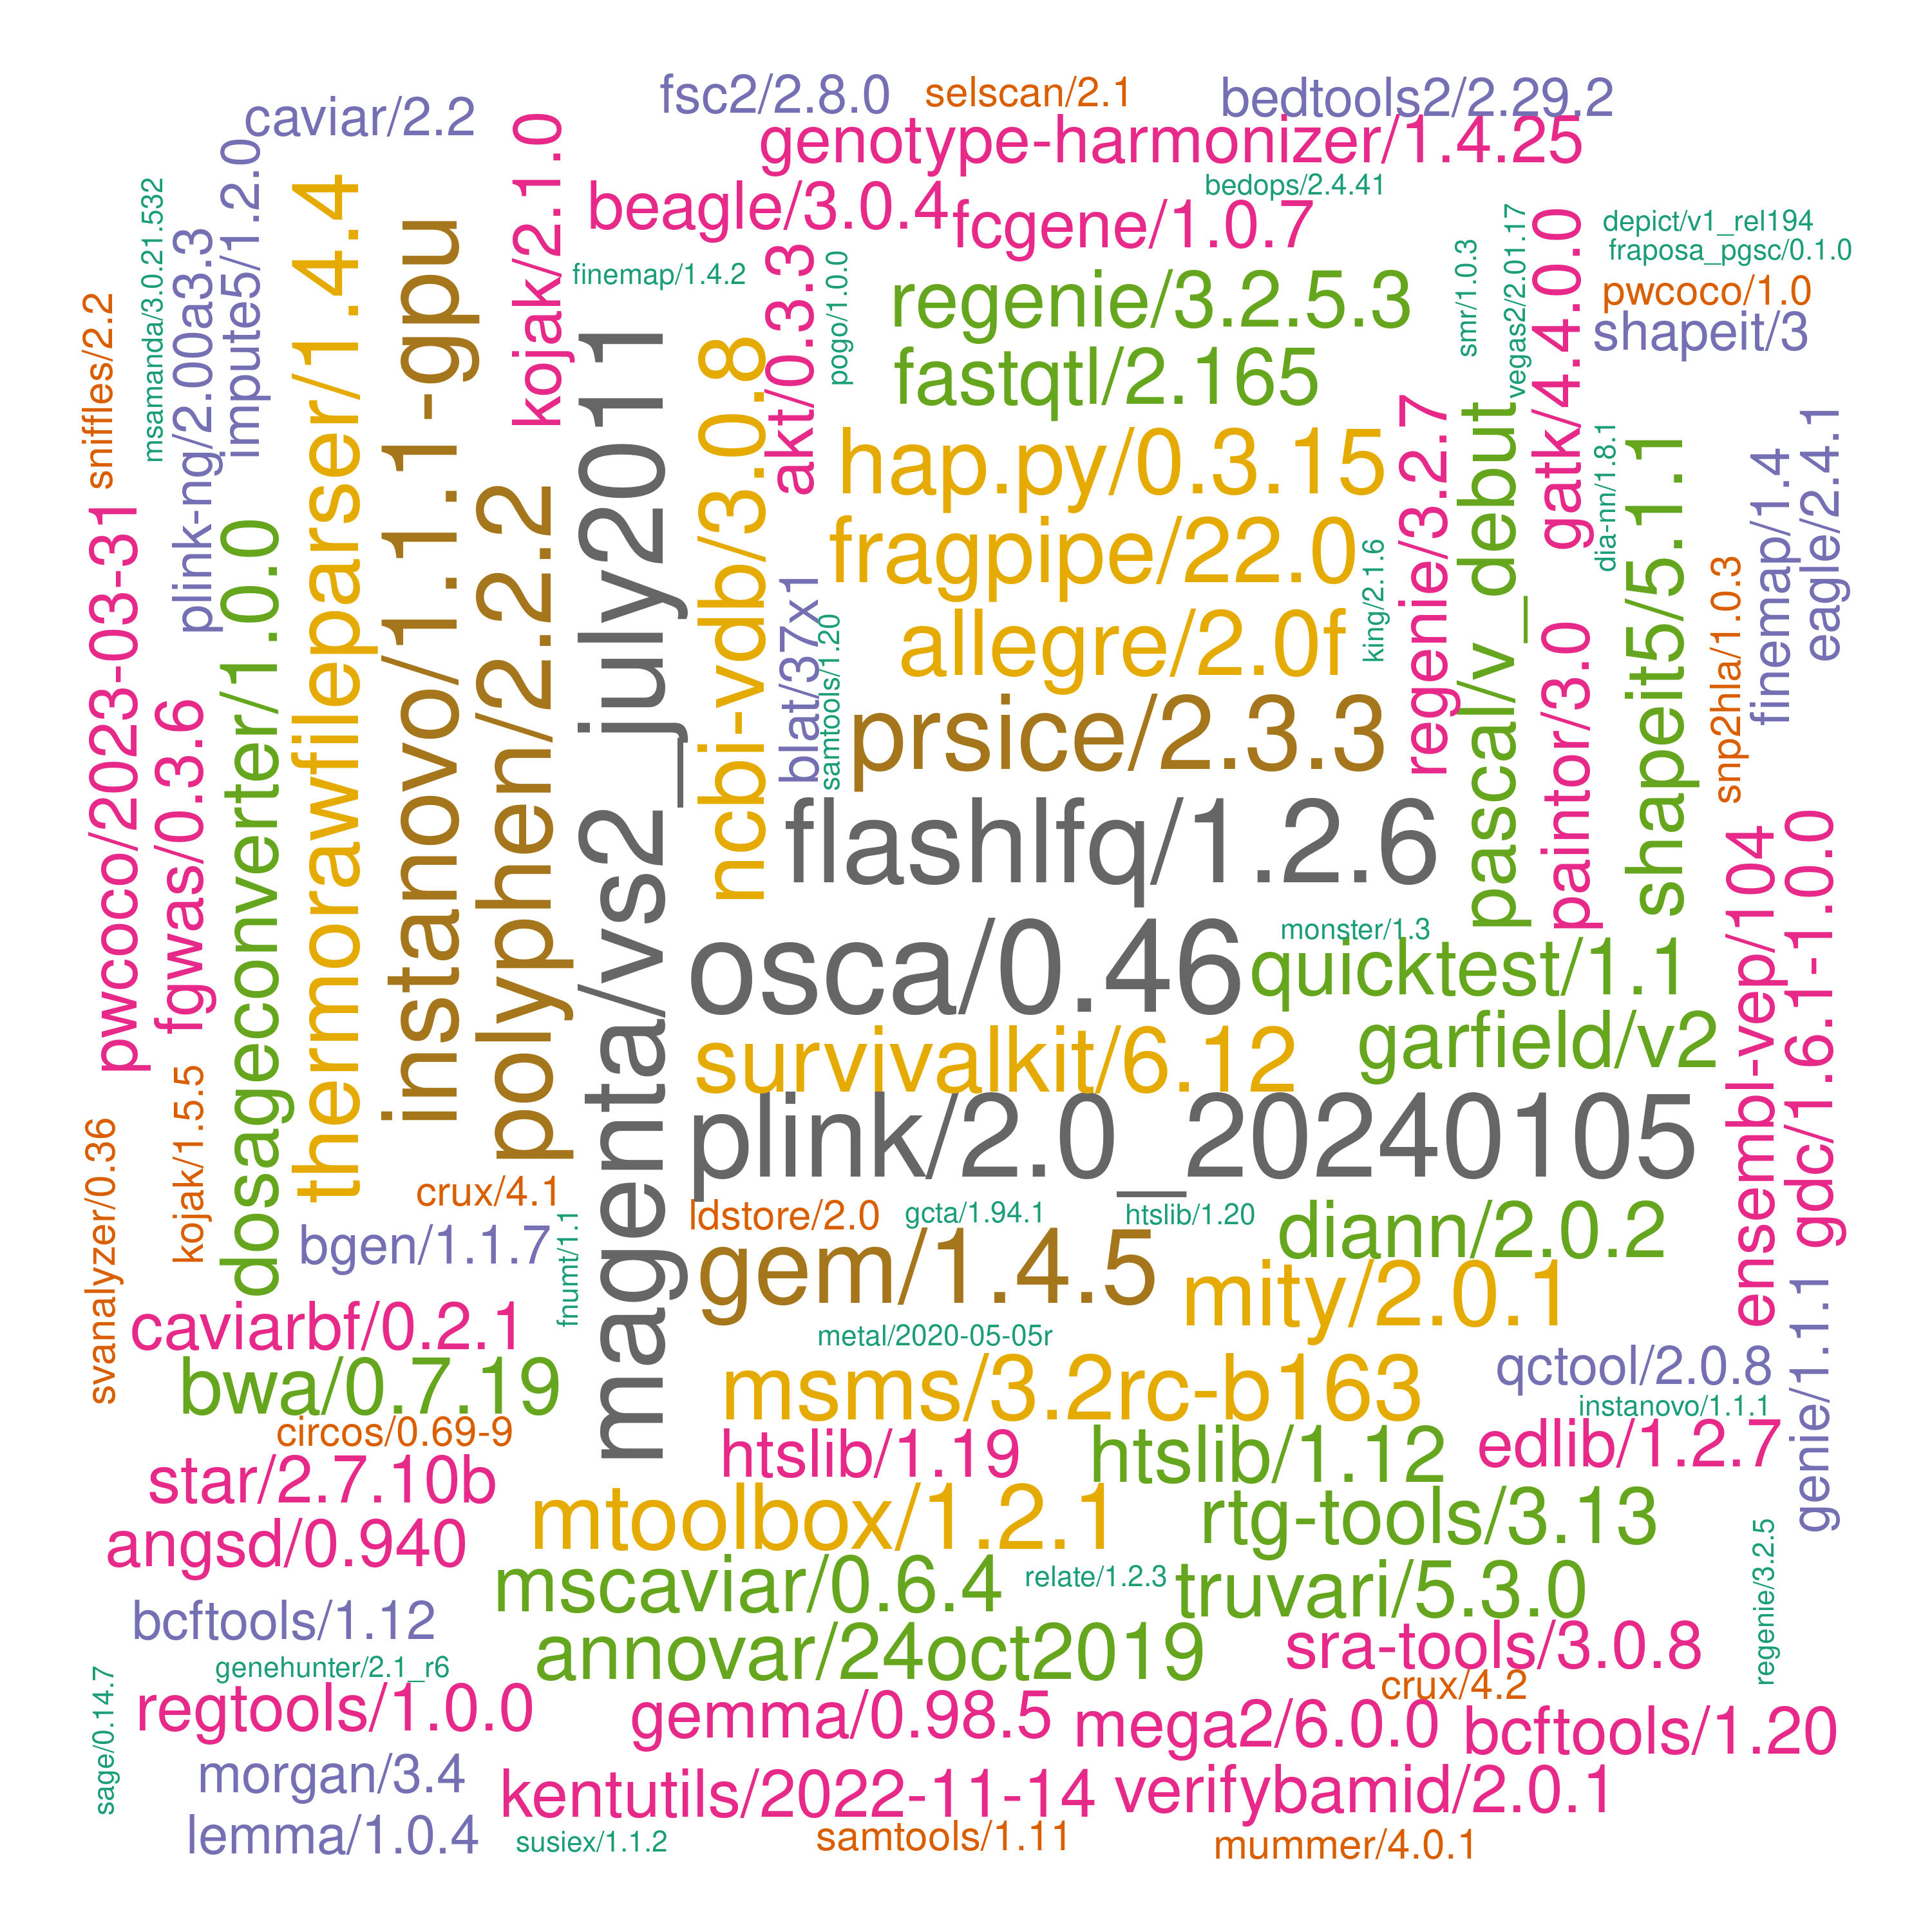 fsc2/2.8.0
selscan/2.1
bedtools2/2.29.2
caviar/2.2
genotype-harmonizer/1.4.25
kojak/2.1.0
impute5/1.2.0
msamanda/3.0.21.532
thermorawfileparser/1.4.4
beagle/3.0.4
bedops/2.4.41
fcgene/1.0.7
depict/v1_rel194
fraposa_pgsc/0.1.0
plink-ng/2.00a3.3
instanovo/1.1.1-gpu
finemap/1.4.2
akt/0.3.3
pogo/1.0.0
regenie/3.2.5.3
smr/1.0.3
vegas2/2.01.17
gatk/4.4.0.0
pwcoco/1.0
shapeit/3
sniffles/2.2
magenta/vs2_july2011
ncbi-vdb/3.0.8
fastqtl/2.165
regenie/3.2.7
pascal/v_debut
dia-nn/1.8.1
shapeit5/5.1.1
finemap/1.4
eagle/2.4.1
hap.py/0.3.15
polyphen/2.2.2
pwcoco/2023-03-31
dosageconverter/1.0.0
fragpipe/22.0
king/2.1.6
blat/37x1
samtools/1.20
allegre/2.0f
paintor/3.0
snp2hla/1.0.3
fgwas/0.3.6
prsice/2.3.3
flashlfq/1.2.6
ensembl-vep/104
gdc/1.6.1-1.0.0
osca/0.46
monster/1.3
quicktest/1.1
garfield/v2
survivalkit/6.12
kojak/1.5.5
svanalyzer/0.36
plink/2.0_20240105
crux/4.1
ldstore/2.0
gcta/1.94.1
htslib/1.20
diann/2.0.2
bgen/1.1.7
fnumt/1.1
gem/1.4.5
mity/2.0.1
genie/1.1.1
caviarbf/0.2.1
metal/2020-05-05r
bwa/0.7.19
msms/3.2rc-b163
qctool/2.0.8
instanovo/1.1.1
circos/0.69-9
htslib/1.19
htslib/1.12
edlib/1.2.7
star/2.7.10b
mtoolbox/1.2.1
rtg-tools/3.13
angsd/0.940
mscaviar/0.6.4
relate/1.2.3
truvari/5.3.0
regenie/3.2.5
bcftools/1.12
annovar/24oct2019
sra-tools/3.0.8
genehunter/2.1_r6
crux/4.2
sage/0.14.7
regtools/1.0.0
gemma/0.98.5
mega2/6.0.0
bcftools/1.20
morgan/3.4
kentutils/2022-11-14
verifybamid/2.0.1
lemma/1.0.4
susiex/1.1.2
samtools/1.11
mummer/4.0.1